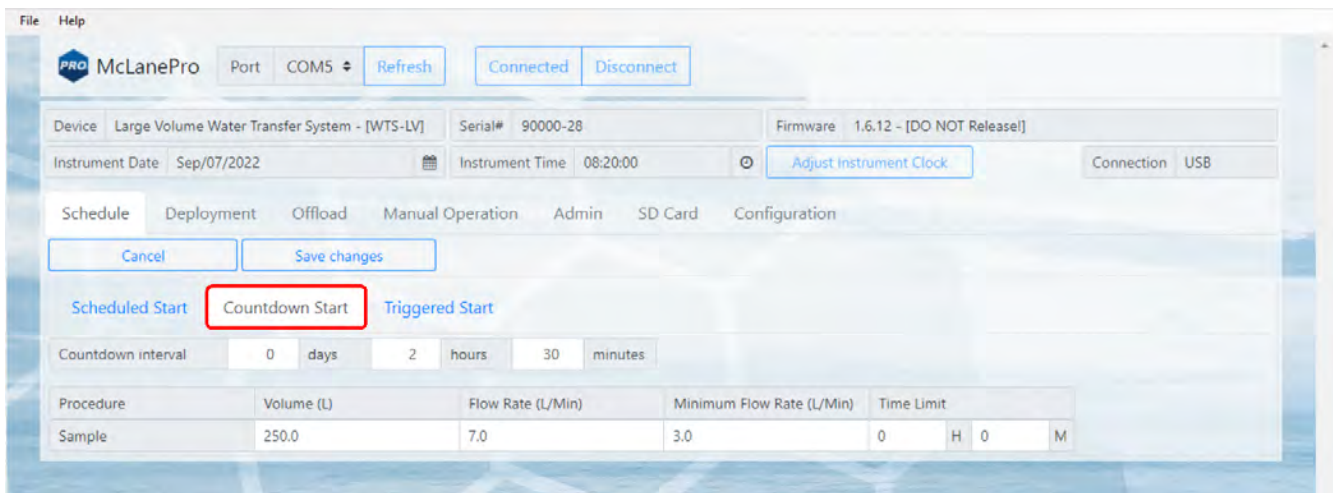 File Help
PRO McLanePro Port COM5 Refresh Connected Disconnect
Device Large Volume Water Transfer System - [WTS-LV] Serial# 90000-28 Firmware 1.6.12 - [DO NOT Release!]
Instrument Date Sep/07/2022 Instrument Time 08:20:00 Adjust Instrument Clock Connection USB
Schedule Deployment Offload Manual Operation Admin SD Card Configuration
Cancel Save changes
Scheduled Start Countdown Start Triggered Start
Countdown interval 0 days 2 hours 30 minutes
Procedure Volume (L) Flow Rate (L/Min) Minimum Flow Rate (L/Min) Time Limit
Sample 250.0 7.0 3.0 0 H 0 M